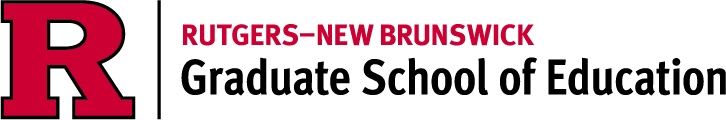 R
RUTGERS–NEW BRUNSWICK
Graduate School of Education